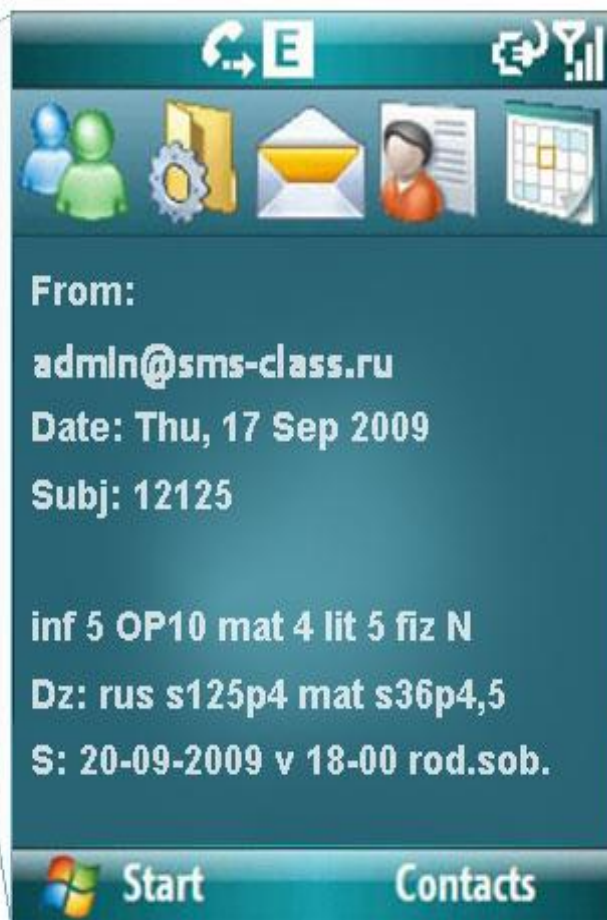 E
From:
admin@sms-class.ru
Date: Thu, 17 Sep 2009
Subj: 12125
inf 5 OP10 mat 4 lit 5 fiz N
Dz: rus s125p4 mat s36p4,5
S: 20-09-2009 v 18-00 rod.sob.
Start Contacts